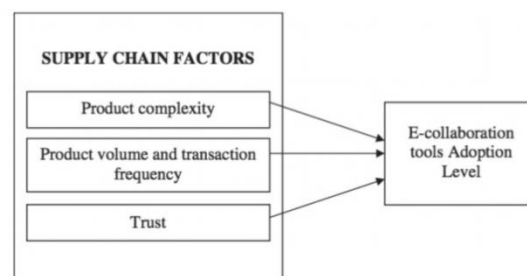 SUPPLY CHAIN FACTORS
Product complexity
Product volume and transaction
frequency
Trust
E-collaboration
tools Adoption
Level